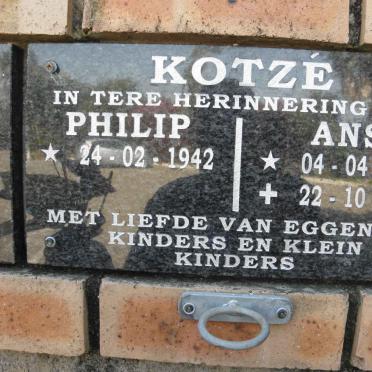 KOTZÉ
IN TERE HERINNERING
PHILIP ANS
★ 24-02-1942 ★ 04-04
+ 22-10
MET LIEFDE VAN EGGEN
KINDERS EN KLEIN
KINDERS